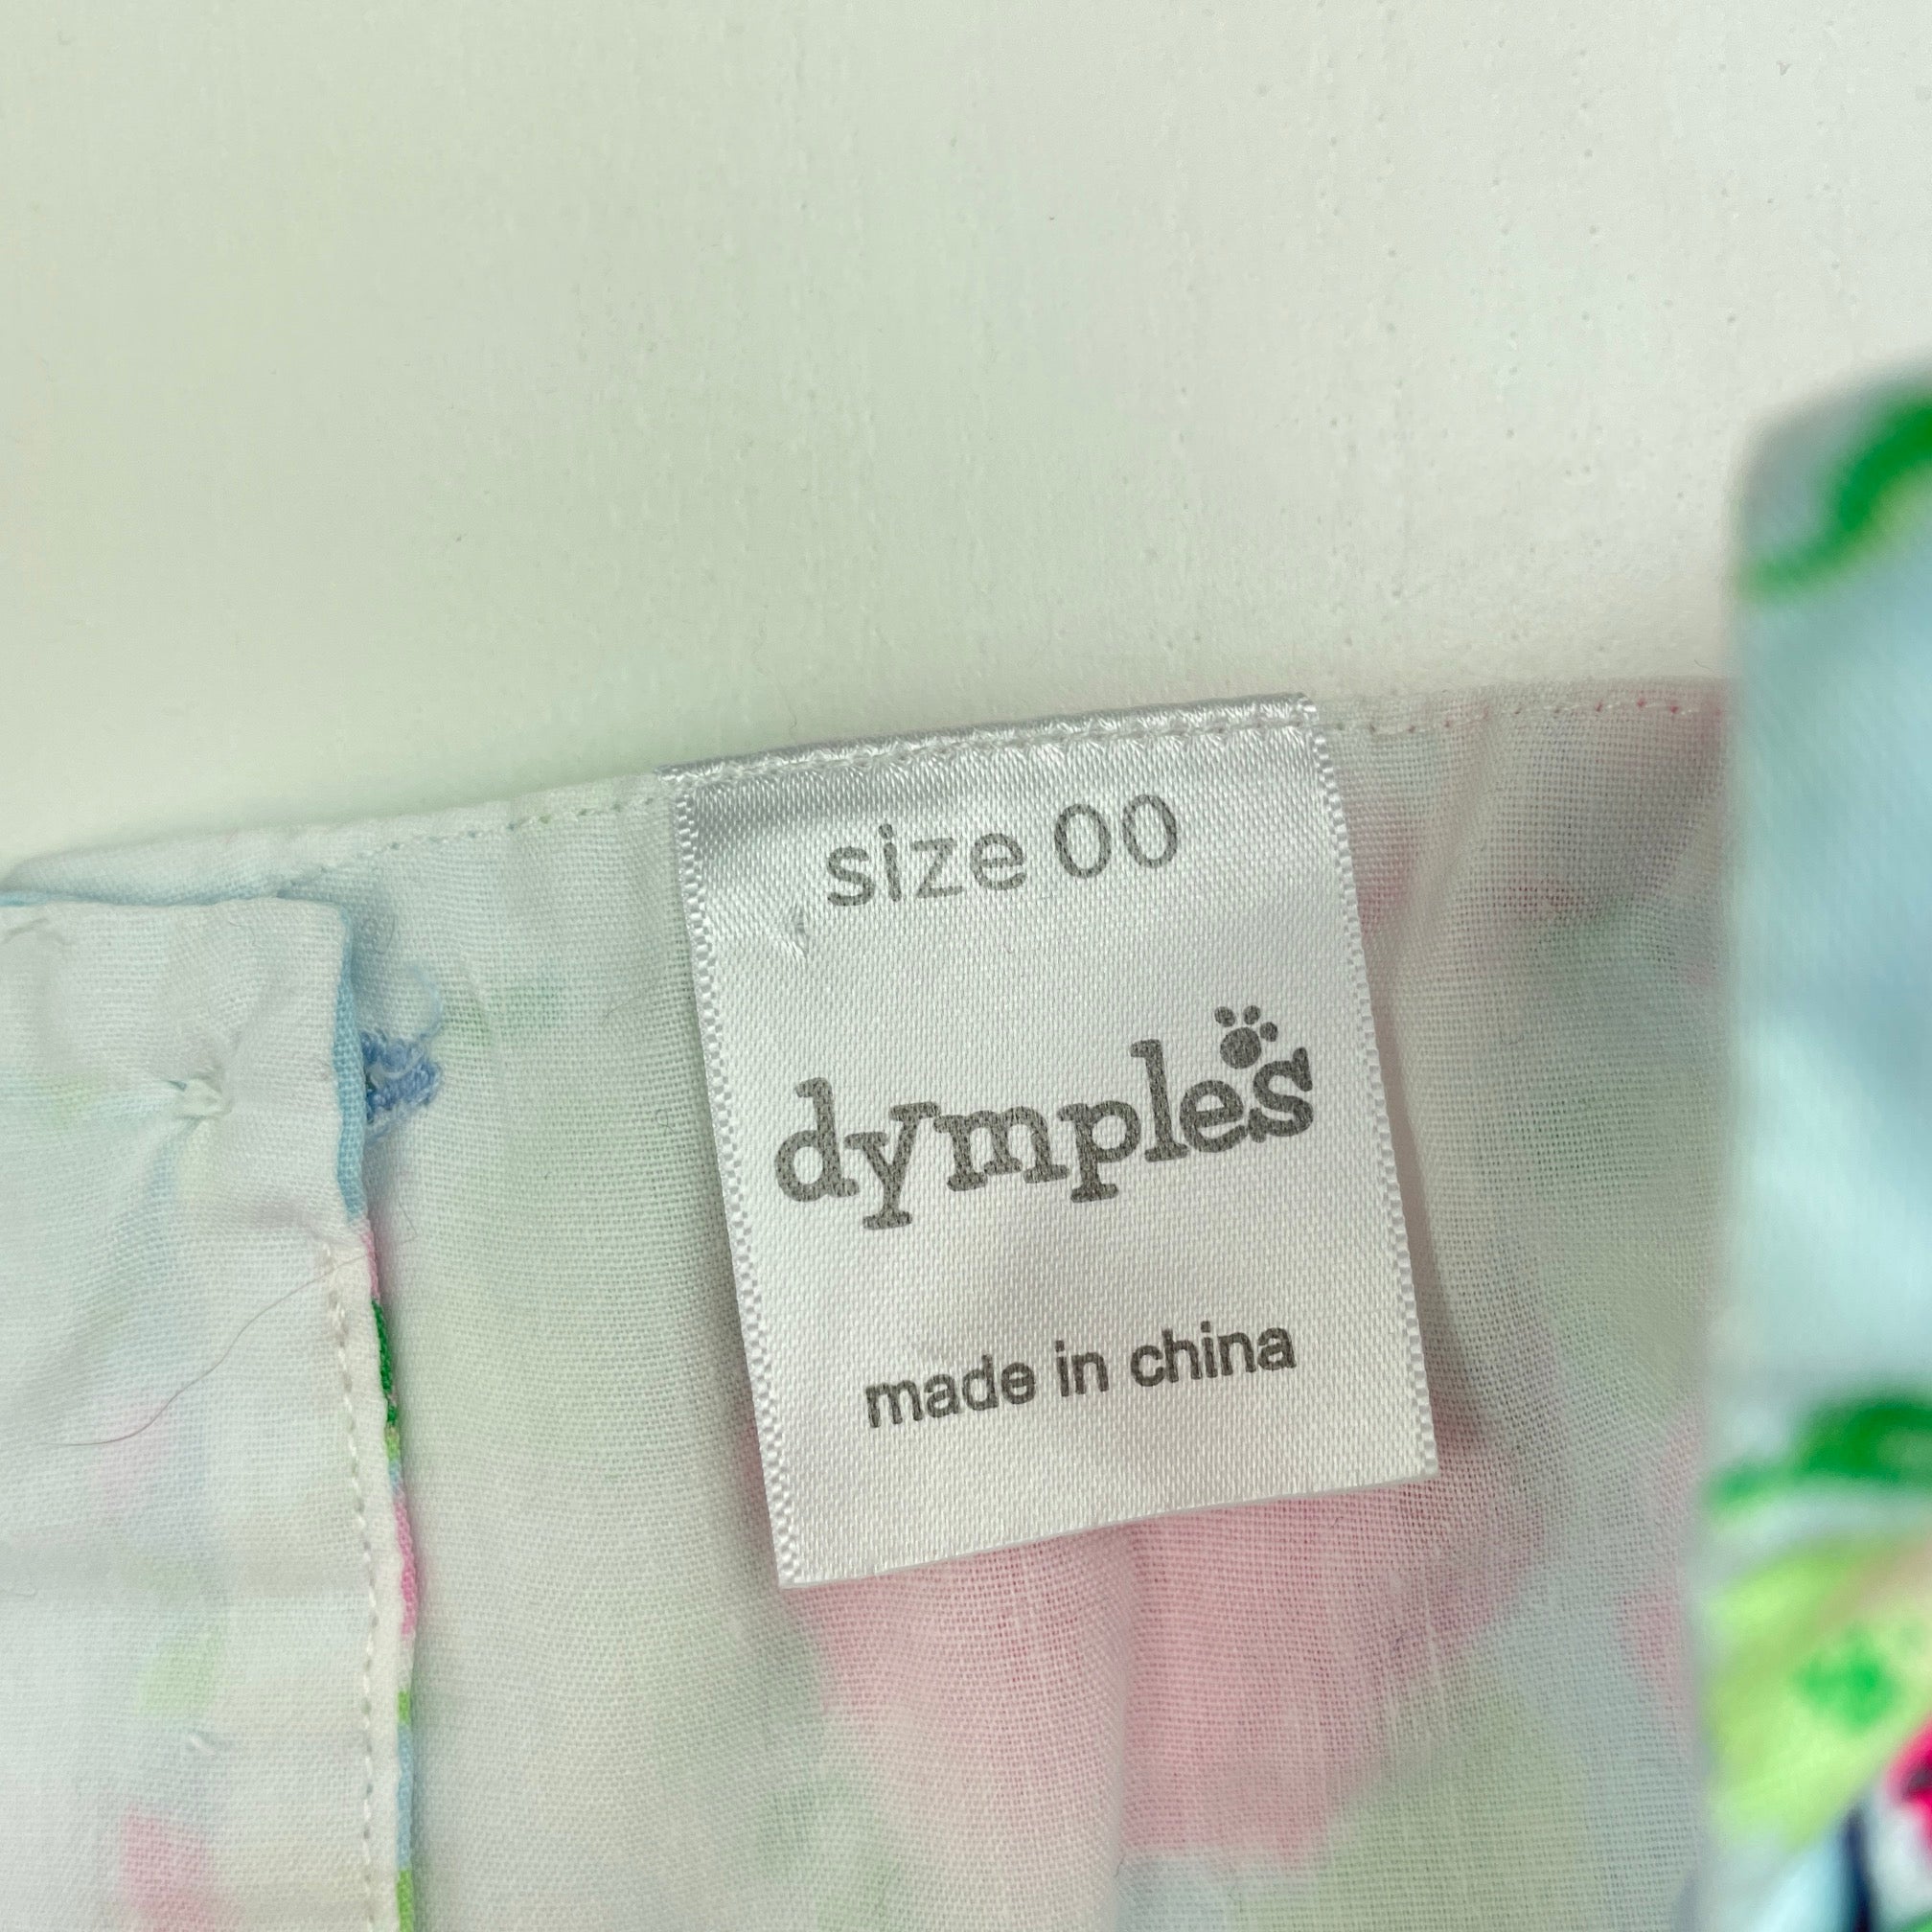 size 00
dymples
made in china